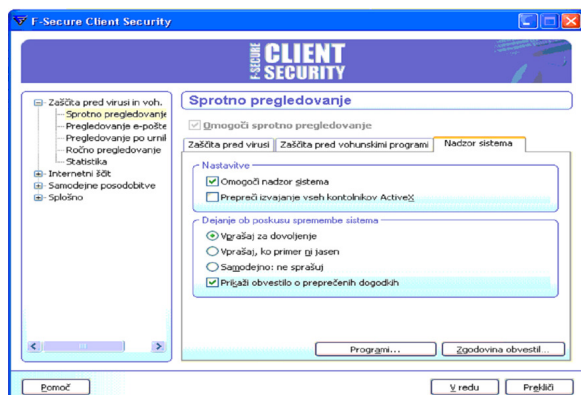 F-Secure Client Security
F-SECURE CLIENT SECURITY
Zaščita pred virusi in voh.
Sprotno pregledovanje
Pregledovanje e-pošte
Pregledovanje po urnil
Ročno pregledovanje
Statistika
Internetni ščit
Samodejne posodobitve
Splošno
Sprotno pregledovanje
Omogoči sprotno pregledovanje
Zaščita pred virusi
Zaščita pred vohunskimi programi
Nadzor sistema
Nastavitve
Omogoči nadzor sistema
Prepreči izvajanje vseh kontolnikov ActiveX
Dejanje ob poskusu spremembe sistema
Vprašaj za dovoljenje
Vprašaj, ko primer ni jasen
Samodejno: ne sprašuj
Prikaži obvestilo o preprečenih dogodkih
Programi...
Zgodovina obvestil...
Pomoč
V redu
Prekliči